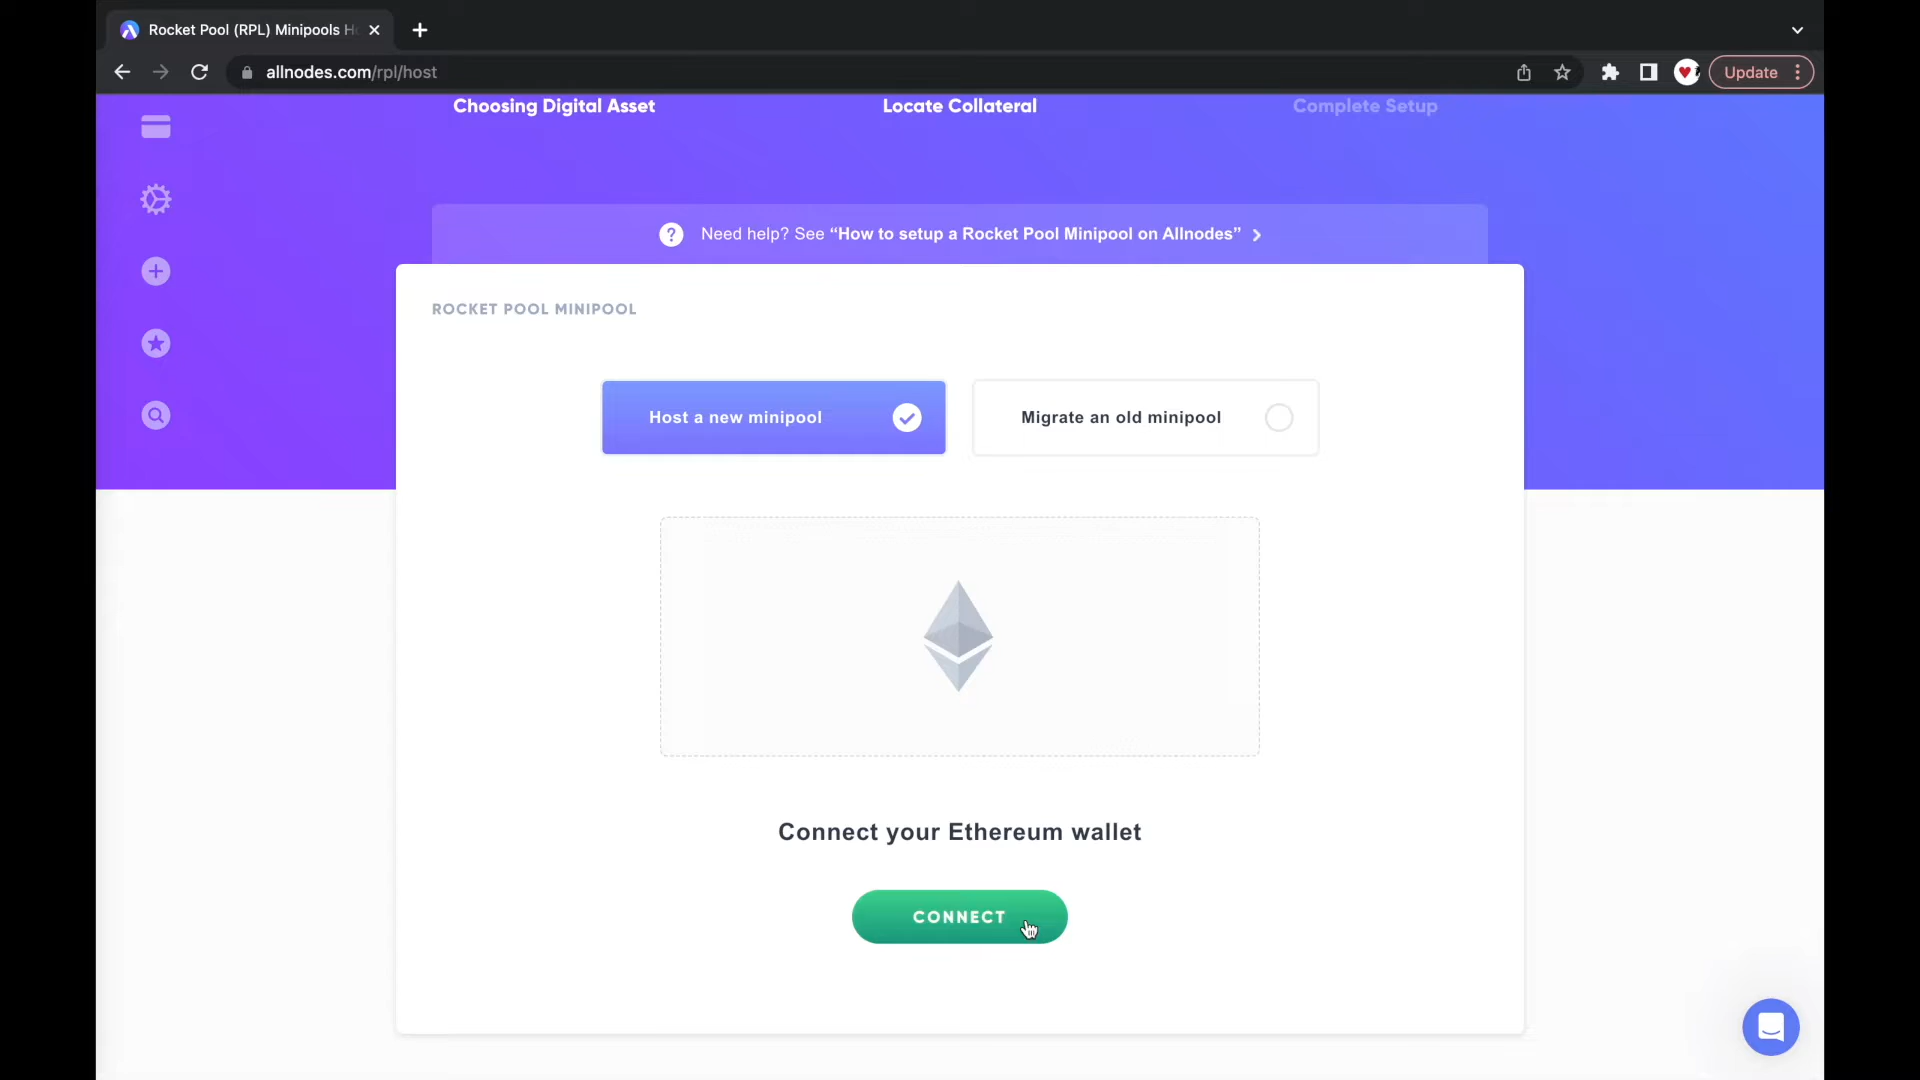 Rocket Pool (RPL) Minipools H
allnodes.com/rpl/host
Update
Choosing Digital Asset
Locate Collateral
Complete Setup
? Need help? See “How to setup a Rocket Pool Minipool on Allnodes”
ROCKET POOL MINIPOOL
Host a new minipool
Migrate an old minipool
Connect your Ethereum wallet
CONNECT